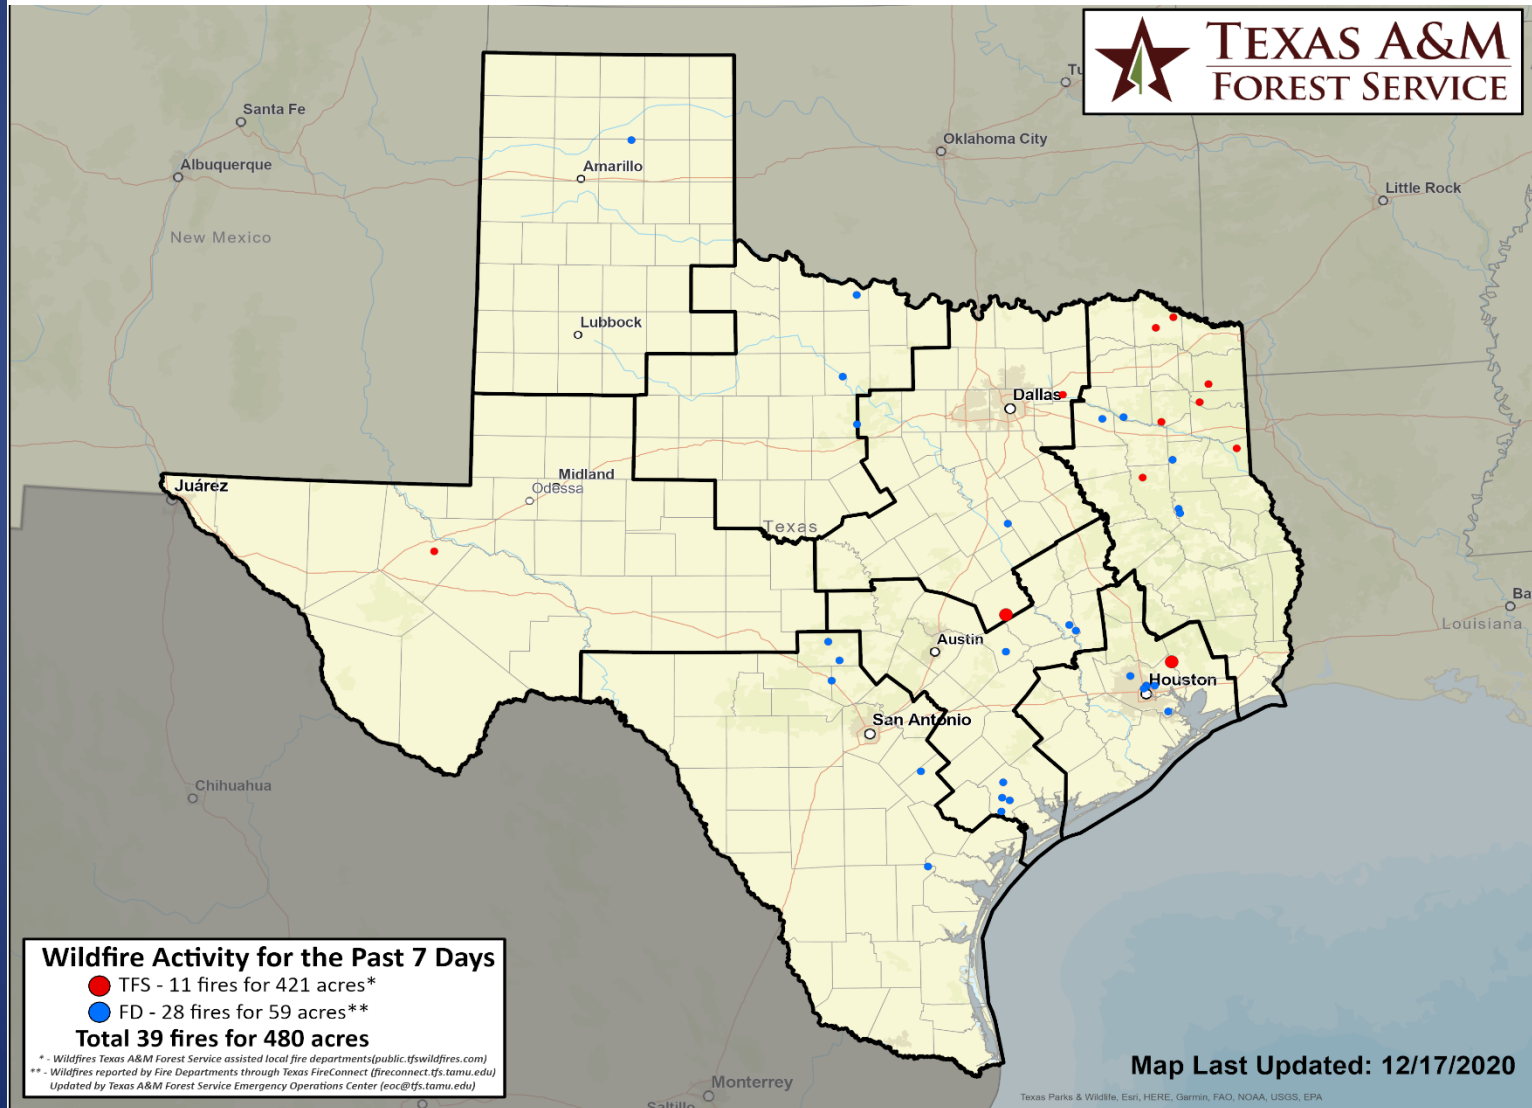 TEXAS A&M
FOREST SERVICE
Tu
Santa Fe
Oklahoma City
Albuquerque
Amarillo
Little Rock
New Mexico
Lubbock
Dallas
Midland
Odessa
Juárez
Texas
Ba
Louisiana
Austin
Houston
San Antonio
Chihuahua
Wildfire Activity for the Past 7 Days
TFS - 11 fires for 421 acres*
FD - 28 fires for 59 acres**
Total 39 fires for 480 acres
* - Wildfires Texas A&M Forest Service assisted local fire departments(public.tfswildfires.com)
** - Wildfires reported by Fire Departments through Texas FireConnect (fireconnect.tfs.tamu.edu)
Updated by Texas A&M Forest Service Emergency Operations Center (eoc@tfs.tamu.edu)
Map Last Updated: 12/17/2020
Monterrey
Saltillo
Texas Parks & Wildlife, Esri, HERE, Garmin, FAO, NOAA, USGS, EPA